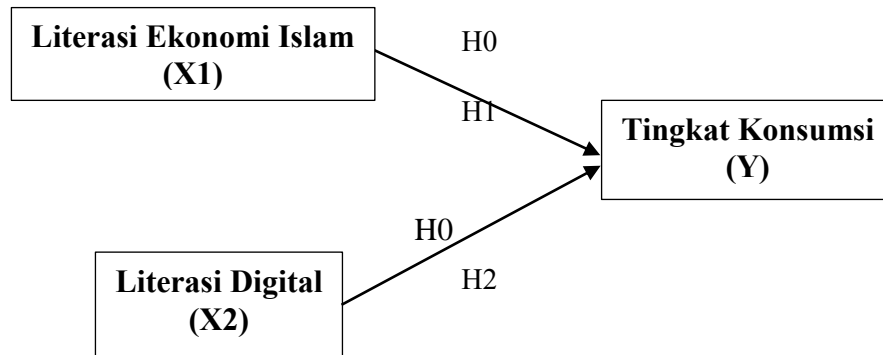 Literasi Ekonomi Islam
(X1)
H0
H1
Tingkat Konsumsi
(Y)
H0
Literasi Digital
(X2)
H2